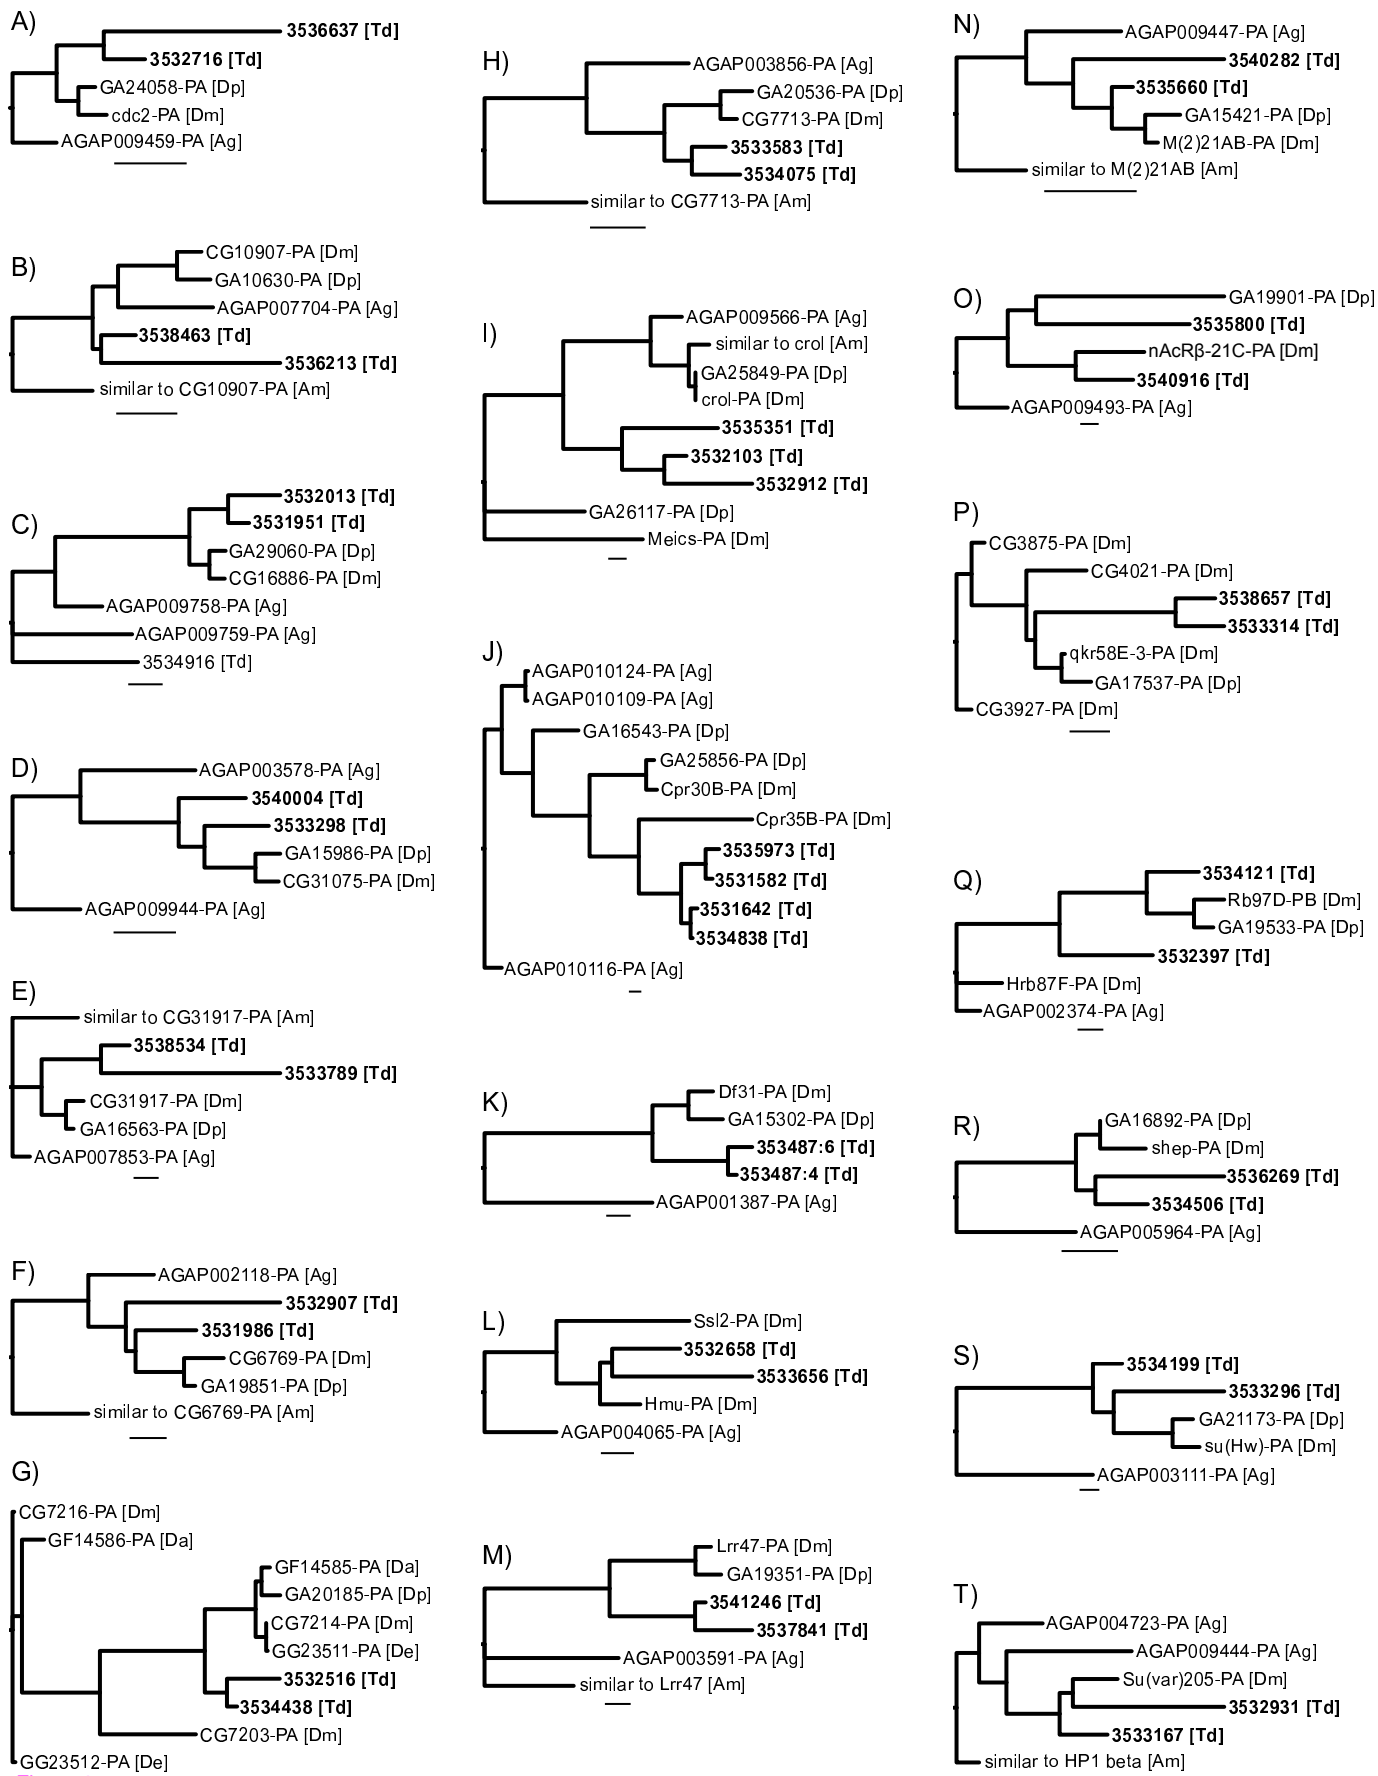 A)
3536637 [Td]
3532716 [Td]
GA24058-PA [Dp]
cdc2-PA [Dm]
AGAP009459-PA [Ag]
B)
CG10907-PA [Dm]
GA10630-PA [Dp]
AGAP007704-PA [Ag]
3538463 [Td]
3536213 [Td]
similar to CG10907-PA [Am]
C)
3532013 [Td]
3531951 [Td]
GA29060-PA [Dp]
CG16886-PA [Dm]
AGAP009758-PA [Ag]
AGAP009759-PA [Ag]
3534916 [Td]
D)
AGAP003578-PA [Ag]
3540004 [Td]
3533298 [Td]
GA15986-PA [Dp]
CG31075-PA [Dm]
AGAP009944-PA [Ag]
E)
similar to CG31917-PA [Am]
3538534 [Td]
3533789 [Td]
CG31917-PA [Dm]
GA16563-PA [Dp]
AGAP007853-PA [Ag]
F)
AGAP002118-PA [Ag]
3532907 [Td]
3531986 [Td]
CG6769-PA [Dm]
GA19851-PA [Dp]
similar to CG6769-PA [Am]
G)
CG7216-PA [Dm]
GF14586-PA [Da]
GF14585-PA [Da]
GA20185-PA [Dp]
CG7214-PA [Dm]
GG23511-PA [De]
3532516 [Td]
3534438 [Td]
CG7203-PA [Dm]
GG23512-PA [De]
H)
AGAP003856-PA [Ag]
GA20536-PA [Dp]
CG7713-PA [Dm]
3533583 [Td]
3534075 [Td]
similar to CG7713-PA [Am]
I)
AGAP009566-PA [Ag]
similar to crol [Am]
GA25849-PA [Dp]
crol-PA [Dm]
3535351 [Td]
3532103 [Td]
3532912 [Td]
GA26117-PA [Dp]
Meics-PA [Dm]
J)
AGAP010124-PA [Ag]
AGAP010109-PA [Ag]
GA16543-PA [Dp]
GA25856-PA [Dp]
Cpr30B-PA [Dm]
Cpr35B-PA [Dm]
3535973 [Td]
3531582 [Td]
3531642 [Td]
3534838 [Td]
AGAP010116-PA [Ag]
K)
Df31-PA [Dm]
GA15302-PA [Dp]
353487:6 [Td]
353487:4 [Td]
AGAP001387-PA [Ag]
L)
Ssl2-PA [Dm]
3532658 [Td]
3533656 [Td]
Hmu-PA [Dm]
AGAP004065-PA [Ag]
M)
Lrr47-PA [Dm]
GA19351-PA [Dp]
3541246 [Td]
3537841 [Td]
AGAP003591-PA [Ag]
similar to Lrr47 [Am]
N)
AGAP009447-PA [Ag]
3540282 [Td]
3535660 [Td]
GA15421-PA [Dp]
M(2)21AB-PA [Dm]
similar to M(2)21AB [Am]
O)
GA19901-PA [Dp]
3535800 [Td]
nAcRβ-21C-PA [Dm]
3540916 [Td]
AGAP009493-PA [Ag]
P)
CG3875-PA [Dm]
CG4021-PA [Dm]
3538657 [Td]
3533314 [Td]
qkr58E-3-PA [Dm]
GA17537-PA [Dp]
CG3927-PA [Dm]
Q)
3534121 [Td]
Rb97D-PB [Dm]
GA19533-PA [Dp]
3532397 [Td]
Hrb87F-PA [Dm]
AGAP002374-PA [Ag]
R)
GA16892-PA [Dp]
shep-PA [Dm]
3536269 [Td]
3534506 [Td]
AGAP005964-PA [Ag]
S)
3534199 [Td]
3533296 [Td]
GA21173-PA [Dp]
su(Hw)-PA [Dm]
AGAP003111-PA [Ag]
T)
AGAP004723-PA [Ag]
AGAP009444-PA [Ag]
Su(var)205-PA [Dm]
3532931 [Td]
3533167 [Td]
similar to HP1 beta [Am]